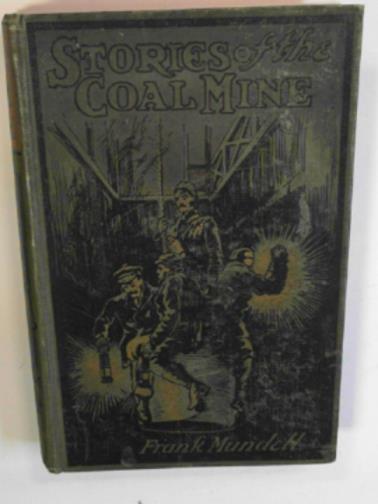 STORIES of the
COAL MINE
Frank Mundell